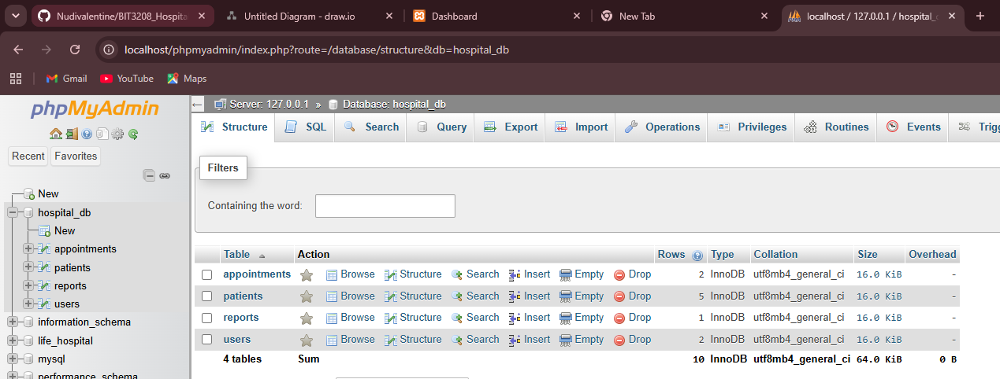 Nudivalentine/BIT3208_Hospita
Untitled Diagram - draw.io
Dashboard
New Tab
localhost / 127.0.0.1 / hospital_
localhost/phpmyadmin/index.php?route=/database/structure&db=hospital_db
Gmail YouTube Maps
phpMyAdmin
Recent Favorites
New
hospital_db
New
appointments
patients
reports
users
information_schema
life_hospital
mysql
performance_schema
Server: 127.0.0.1 » Database: hospital_db
Structure SQL Search Query Export Import Operations Privileges Routines Events Trigg
Filters
Containing the word:
Table Action Rows Type Collation Size Overhead
appointments Browse Structure Search Insert Empty Drop 2 InnoDB utf8mb4_general_ci 16.0 KiB -
patients Browse Structure Search Insert Empty Drop 5 InnoDB utf8mb4_general_ci 16.0 KiB -
reports Browse Structure Search Insert Empty Drop 1 InnoDB utf8mb4_general_ci 16.0 KiB -
users Browse Structure Search Insert Empty Drop 2 InnoDB utf8mb4_general_ci 16.0 KiB -
4 tables Sum 10 InnoDB utf8mb4_general_ci 64.0 KiB 0 B